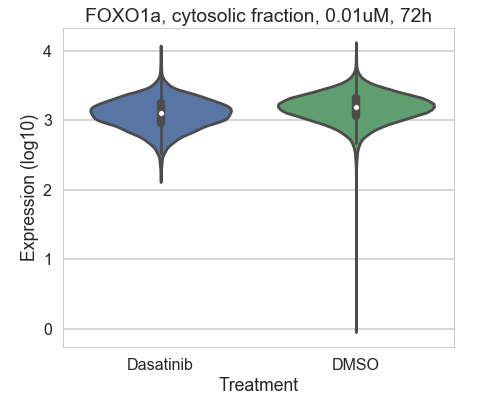 FOXO1a, cytosolic fraction, 0.01uM, 72h
Expression (log10)
4
3
2
1
0
Dasatinib
DMSO
Treatment